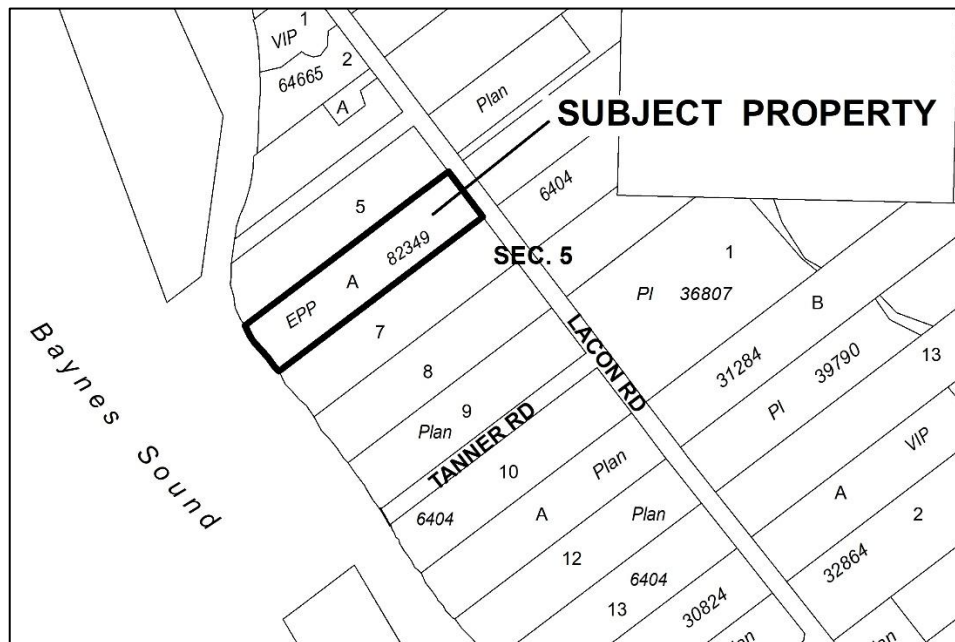 1
VIP
2
64665
A
Plan
SUBJECT PROPERTY
5
6404
82349
SEC. 5
A
EPP
1
Pl 36807
B
7
LACON RD
8
31284
39790
13
Pl
9
Plan
TANNER RD
Baynes Sound
10
Plan
VIP
6404
A
Plan
A
2
12
32864
6404
13
30824